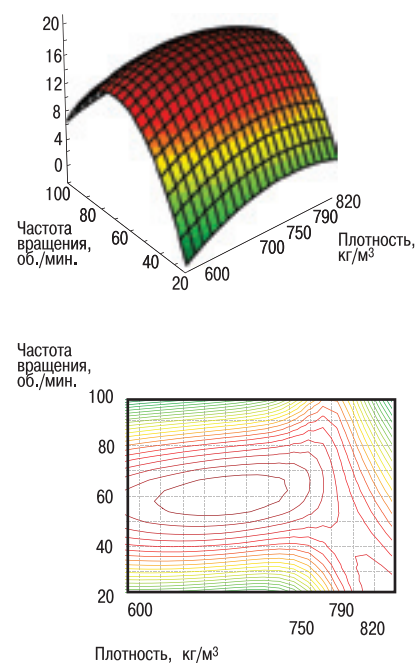 20
16
12
8
4
0
100
80
60
40
20
Частота
вращения,
об./мин.
600
700
750
790
820
Плотность,
кг/м³
Частота
вращения,
об./мин.
100
80
60
40
20
600
790
750
820
Плотность, кг/м³